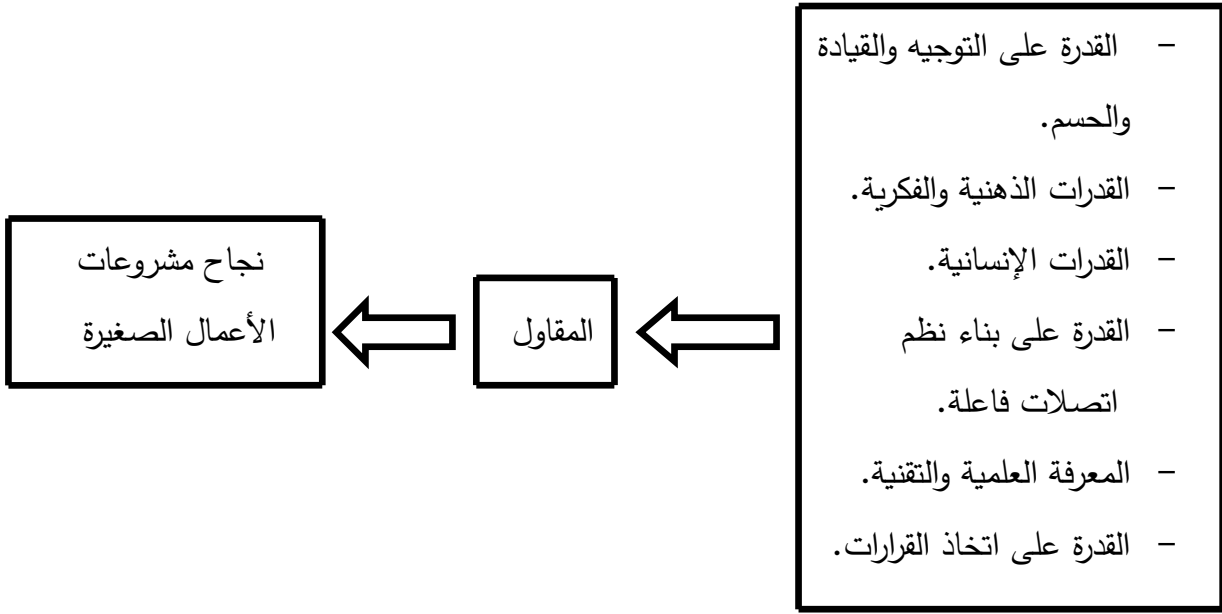 - القدرة على التوجيه والقيادة
والحسم.
- القدرات الذهنية والفكرية.
- القدرات الإنسانية.
- القدرة على بناء نظم
اتصلات فاعلة.
- المعرفة العلمية والتقنية.
- القدرة على اتخاذ القرارات.
المقاول
نجاح مشروعات
الأعمال الصغيرة